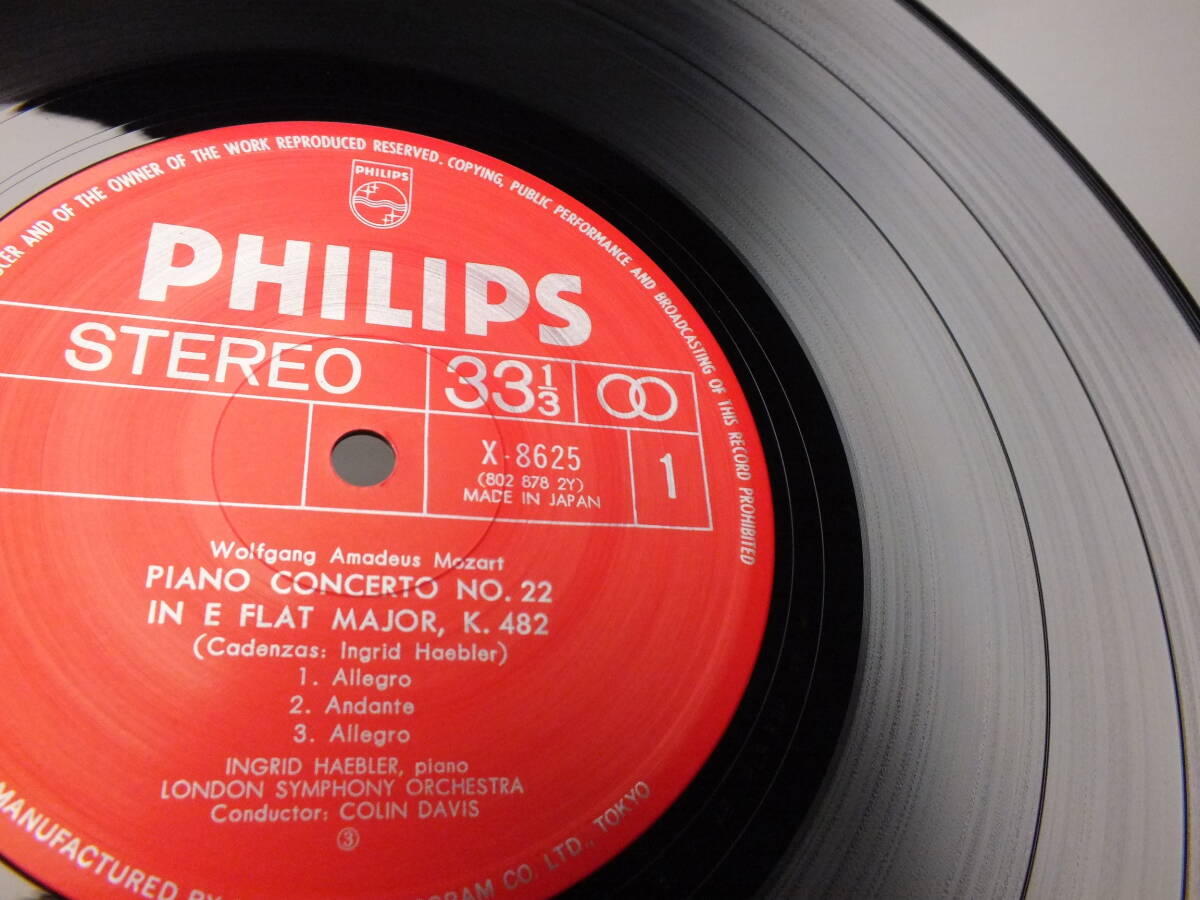 CER AND OF THE OWNER OF THE WORK REPRODUCED RESERVED. COPYING, PUBLIC PERFORMANCE AND BROADCASTING OF THIS RECORD PROHIBITED
PHILIPS
PHILIPS
STEREO
33 1/3
X-8625
(802 878 2Y)
MADE IN JAPAN
1
Wolfgang Amadeus Mozart
PIANO CONCERTO NO. 22
IN E FLAT MAJOR, K. 482
(Cadenzas: Ingrid Haebler)
1. Allegro
2. Andante
3. Allegro
INGRID HAEBLER, piano
LONDON SYMPHONY ORCHESTRA
Conductor: COLIN DAVIS
③
MANUFACTURED BY CO. LTD., TOKYO